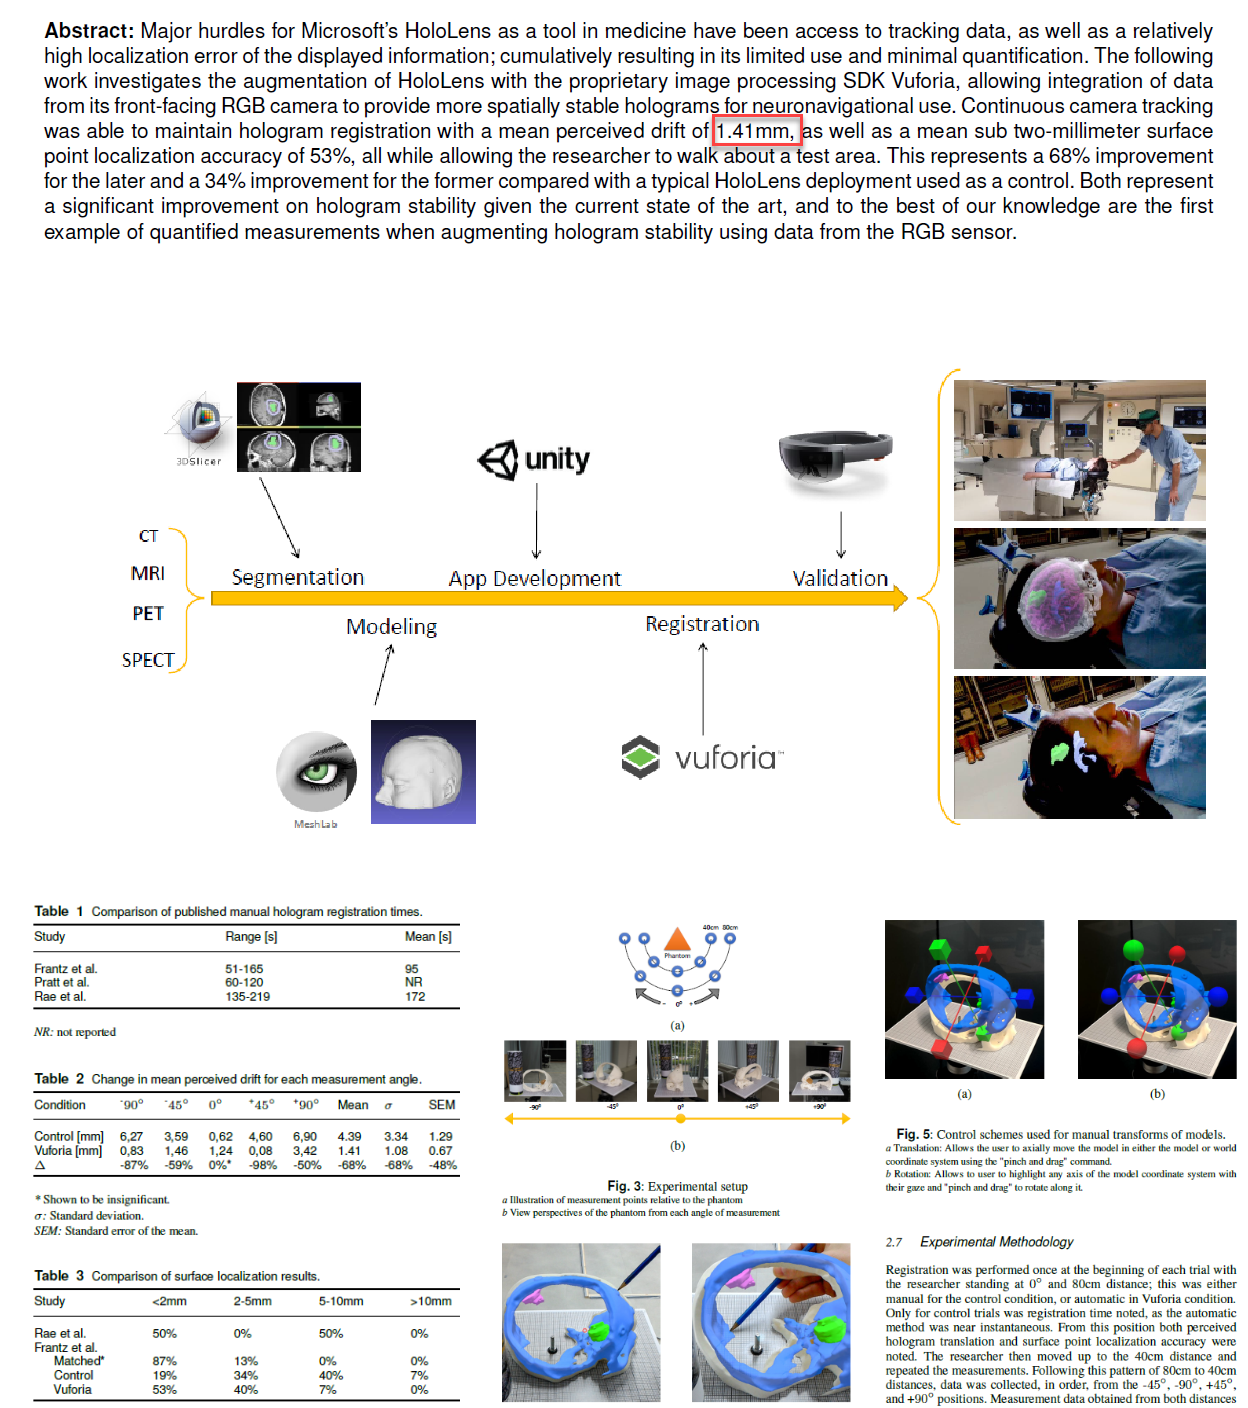 Abstract: Major hurdles for Microsoft's HoloLens as a tool in medicine have been access to tracking data, as well as a relatively
high localization error of the displayed information; cumulatively resulting in its limited use and minimal quantification. The following
work investigates the augmentation of HoloLens with the proprietary image processing SDK Vuforia, allowing integration of data
from its front-facing RGB camera to provide more spatially stable holograms for neuronavigational use. Continuous camera tracking
was able to maintain hologram registration with a mean perceived drift of 1.41mm, as well as a mean sub two-millimeter surface
point localization accuracy of 53%, all while allowing the researcher to walk about a test area. This represents a 68% improvement
for the later and a 34% improvement for the former compared with a typical HoloLens deployment used as a control. Both represent
a significant improvement on hologram stability given the current state of the art, and to the best of our knowledge are the first
example of quantified measurements when augmenting hologram stability using data from the RGB sensor.
3DSlicer
unity
CT
MRI
PET
SPECT
Segmentation
App Development
Validation
Modeling
Registration
MeshLab
vuforia™
Table 1 Comparison of published manual hologram registration times.
Study Range [s] Mean [s]
Frantz et al. 51-165 95
Pratt et al. 60-120 NR
Rae et al. 135-219 172
NR: not reported
Table 2 Change in mean perceived drift for each measurement angle.
Condition -90° -45° 0° +45° +90° Mean σ SEM
Control [mm] 6,27 3,59 0,62 4,60 6,90 4.39 3.34 1.29
Vuforia [mm] 0,83 1,46 1,24 0,08 3,42 1.41 1.08 0.67
Δ -87% -59% 0%* -98% -50% -68% -68% -48%
* Shown to be insignificant.
σ: Standard deviation.
SEM: Standard error of the mean.
Table 3 Comparison of surface localization results.
Study <2mm 2-5mm 5-10mm >10mm
Rae et al. 50% 0% 50% 0%
Frantz et al.
Matched* 87% 13% 0% 0%
Control 19% 34% 40% 7%
Vuforia 53% 40% 7% 0%
40cm 80cm
Phantom
- 0° +
(a)
-90° -45° 0° +45° +90°
(b)
Fig. 3: Experimental setup
a Illustration of measurement points relative to the phantom
b View perspectives of the phantom from each angle of measurement
(a) (b)
Fig. 5: Control schemes used for manual transforms of models.
a Translation: Allows the user to axially move the model in either the model or world
coordinate system using the "pinch and drag" command.
b Rotation: Allows to user to highlight any axis of the model coordinate system with
their gaze and "pinch and drag" to rotate along it.
2.7 Experimental Methodology
Registration was performed once at the beginning of each trial with
the researcher standing at 0° and 80cm distance; this was either
manual for the control condition, or automatic in Vuforia condition.
Only for control trials was registration time noted, as the automatic
method was near instantaneous. From this position both perceived
hologram translation and surface point localization accuracy were
noted. The researcher then moved up to the 40cm distance and
repeated the measurements. Following this pattern of 80cm to 40cm
distances, data was collected, in order, from the -45°, -90°, +45°,
and +90° positions. Measurement data obtained from both distances